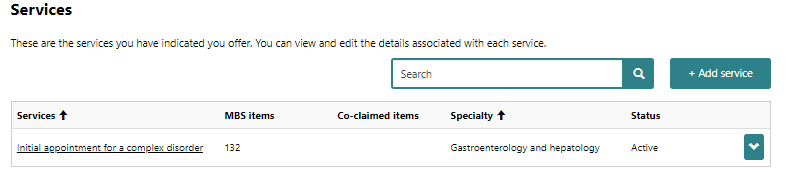 Services
These are the services you have indicated you offer. You can view and edit the details associated with each service.
Search
+ Add service
Services MBS items Co-claimed items Specialty Status
Initial appointment for a complex disorder 132 Gastroenterology and hepatology Active